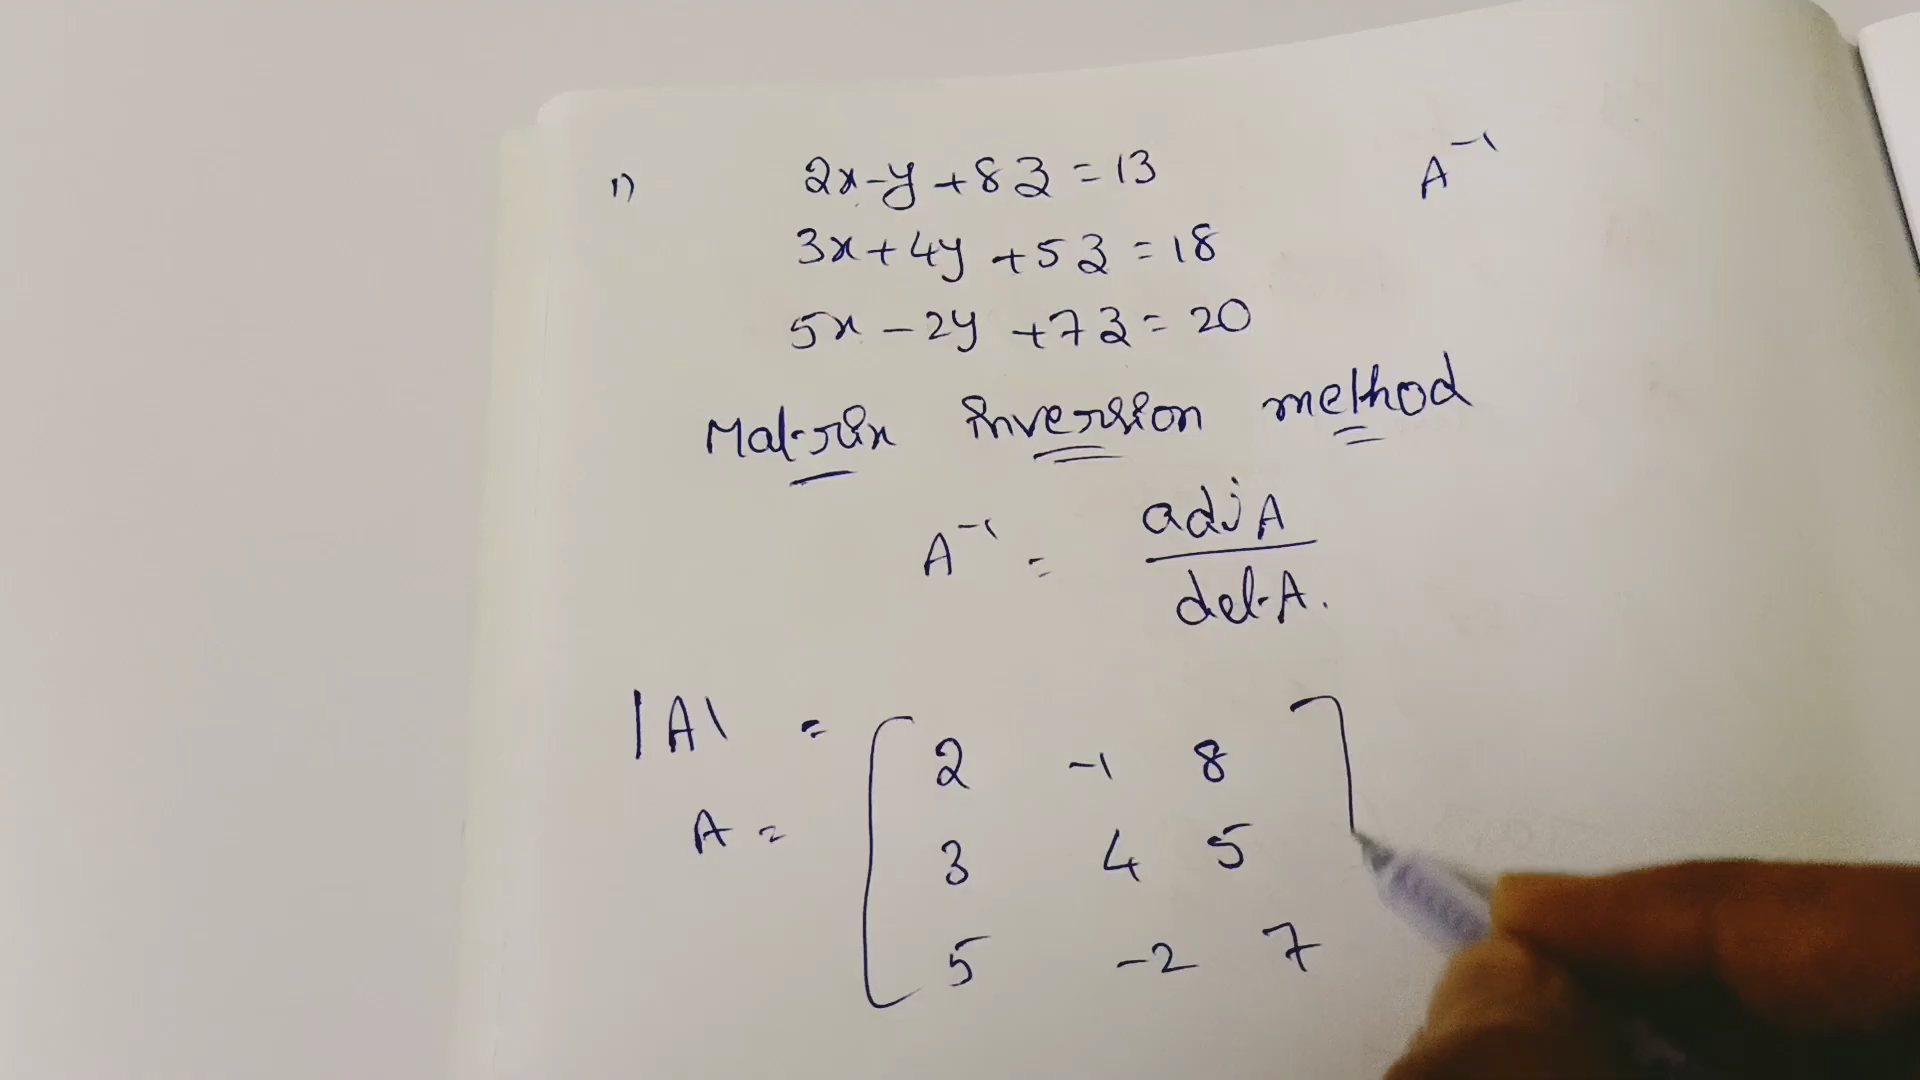 1) 2x-y+8z=13 A⁻¹
3x+4y+5z=18
5x-2y+7z=20
Matrix inversion method
A⁻¹ = adj A
det A.
|A| =
A = [ 2 -1 8
3 4 5
5 -2 7